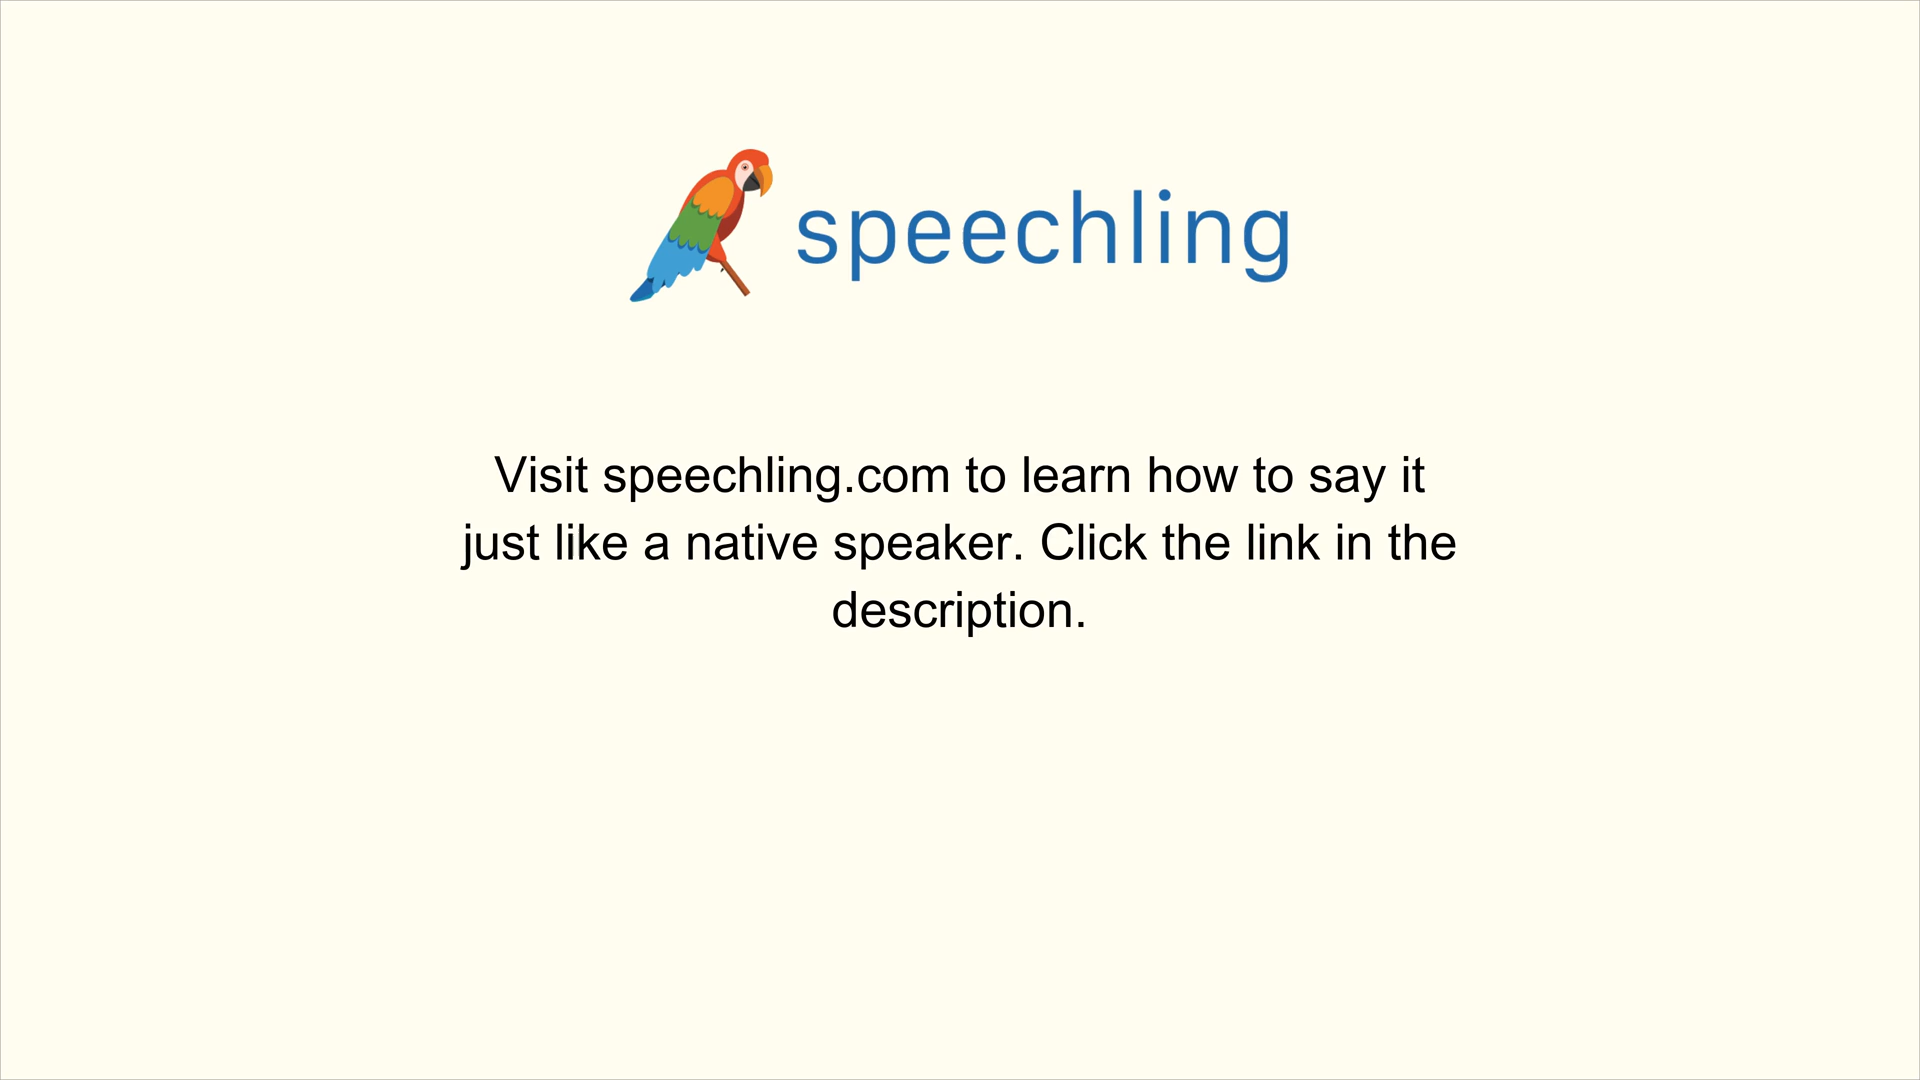 speechling
Visit speechling.com to learn how to say it
just like a native speaker. Click the link in the
description.